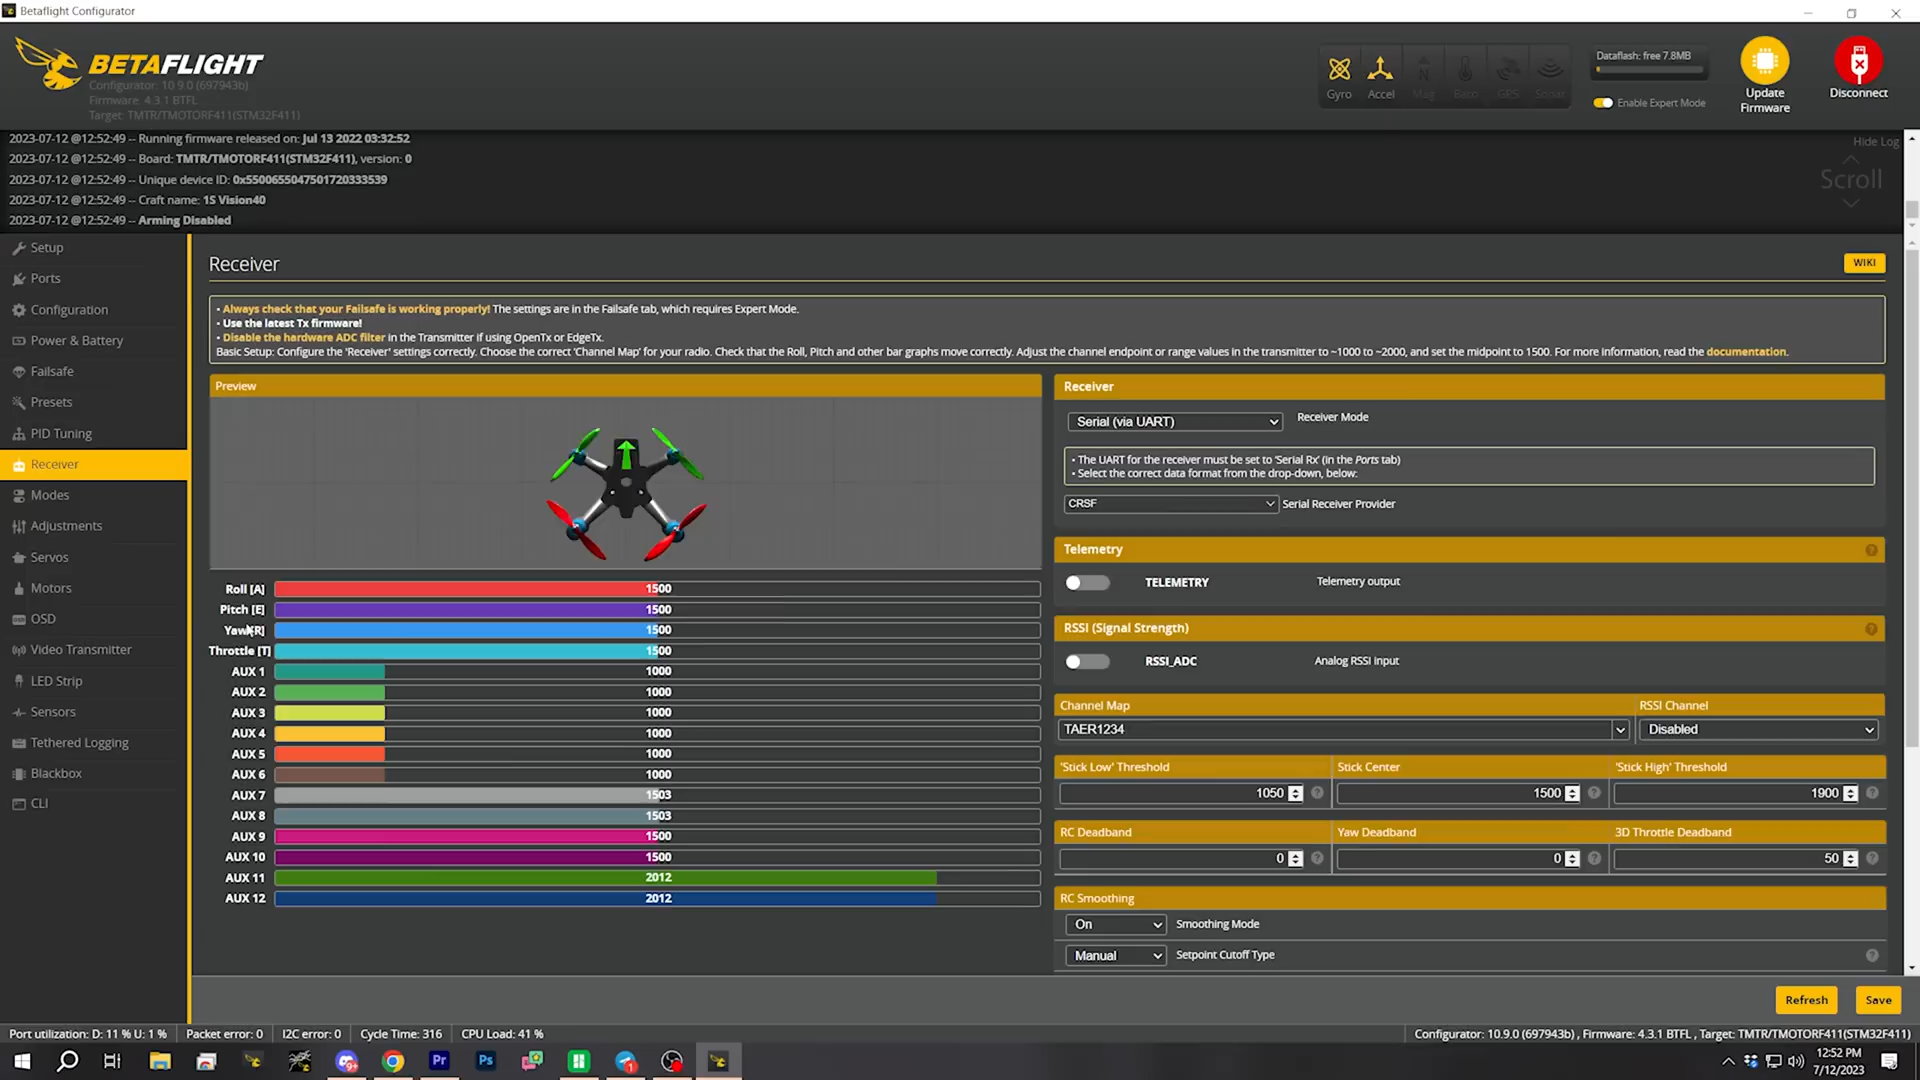 Betaflight Configurator
BETAFLIGHT
Configurator: 10.9.0 (697943b)
Firmware: 4.3.1 BTFL
Target: TMTR/TMOTORF411(STM32F411)
Gyro
Accel
Mag
Baro
GPS
Sonar
Dataflash: free 7.8MB
Enable Expert Mode
Update
Firmware
Disconnect
2023-07-12 @12:52:49 -- Running firmware released on: Jul 13 2022 03:32:52
2023-07-12 @12:52:49 -- Board: TMTR/TMOTORF411(STM32F411), version: 0
2023-07-12 @12:52:49 -- Unique device ID: 0x5500655047501720333539
2023-07-12 @12:52:49 -- Craft name: 1S Vision40
2023-07-12 @12:52:49 -- Arming Disabled
Hide Log
Scroll
Setup
Ports
Configuration
Power & Battery
Failsafe
Presets
PID Tuning
Receiver
Modes
Adjustments
Servos
Motors
OSD
Video Transmitter
LED Strip
Sensors
Tethered Logging
Blackbox
CLI
Receiver
WIKI
• Always check that your Failsafe is working properly! The settings are in the Failsafe tab, which requires Expert Mode.
• Use the latest Tx firmware!
• Disable the hardware ADC filter in the Transmitter if using OpenTx or EdgeTx.
Basic Setup: Configure the 'Receiver' settings correctly. Choose the correct 'Channel Map' for your radio. Check that the Roll, Pitch and other bar graphs move correctly. Adjust the channel endpoint or range values in the transmitter to ~1000 to ~2000, and set the midpoint to 1500. For more information, read the documentation.
Preview
Roll [A] 1500
Pitch [E] 1500
Yaw [R] 1500
Throttle [T] 1500
AUX 1 1000
AUX 2 1000
AUX 3 1000
AUX 4 1000
AUX 5 1000
AUX 6 1000
AUX 7 1503
AUX 8 1503
AUX 9 1500
AUX 10 1500
AUX 11 2012
AUX 12 2012
Receiver
Serial (via UART) Receiver Mode
• The UART for the receiver must be set to 'Serial Rx' (in the Ports tab)
• Select the correct data format from the drop-down, below:
CRSF Serial Receiver Provider
Telemetry
TELEMETRY Telemetry output
RSSI (Signal Strength)
RSSI_ADC Analog RSSI input
Channel Map RSSI Channel
TAER1234 Disabled
'Stick Low' Threshold Stick Center 'Stick High' Threshold
1050 1500 1900
RC Deadband Yaw Deadband 3D Throttle Deadband
0 0 50
RC Smoothing
On Smoothing Mode
Manual Setpoint Cutoff Type
Refresh Save
Port utilization: D: 11 % U: 1 % Packet error: 0 I2C error: 0 Cycle Time: 316 CPU Load: 41 %
Configurator: 10.9.0 (697943b) , Firmware: 4.3.1 BTFL , Target: TMTR/TMOTORF411(STM32F411)
Pr
Ps
12:52 PM
7/12/2023